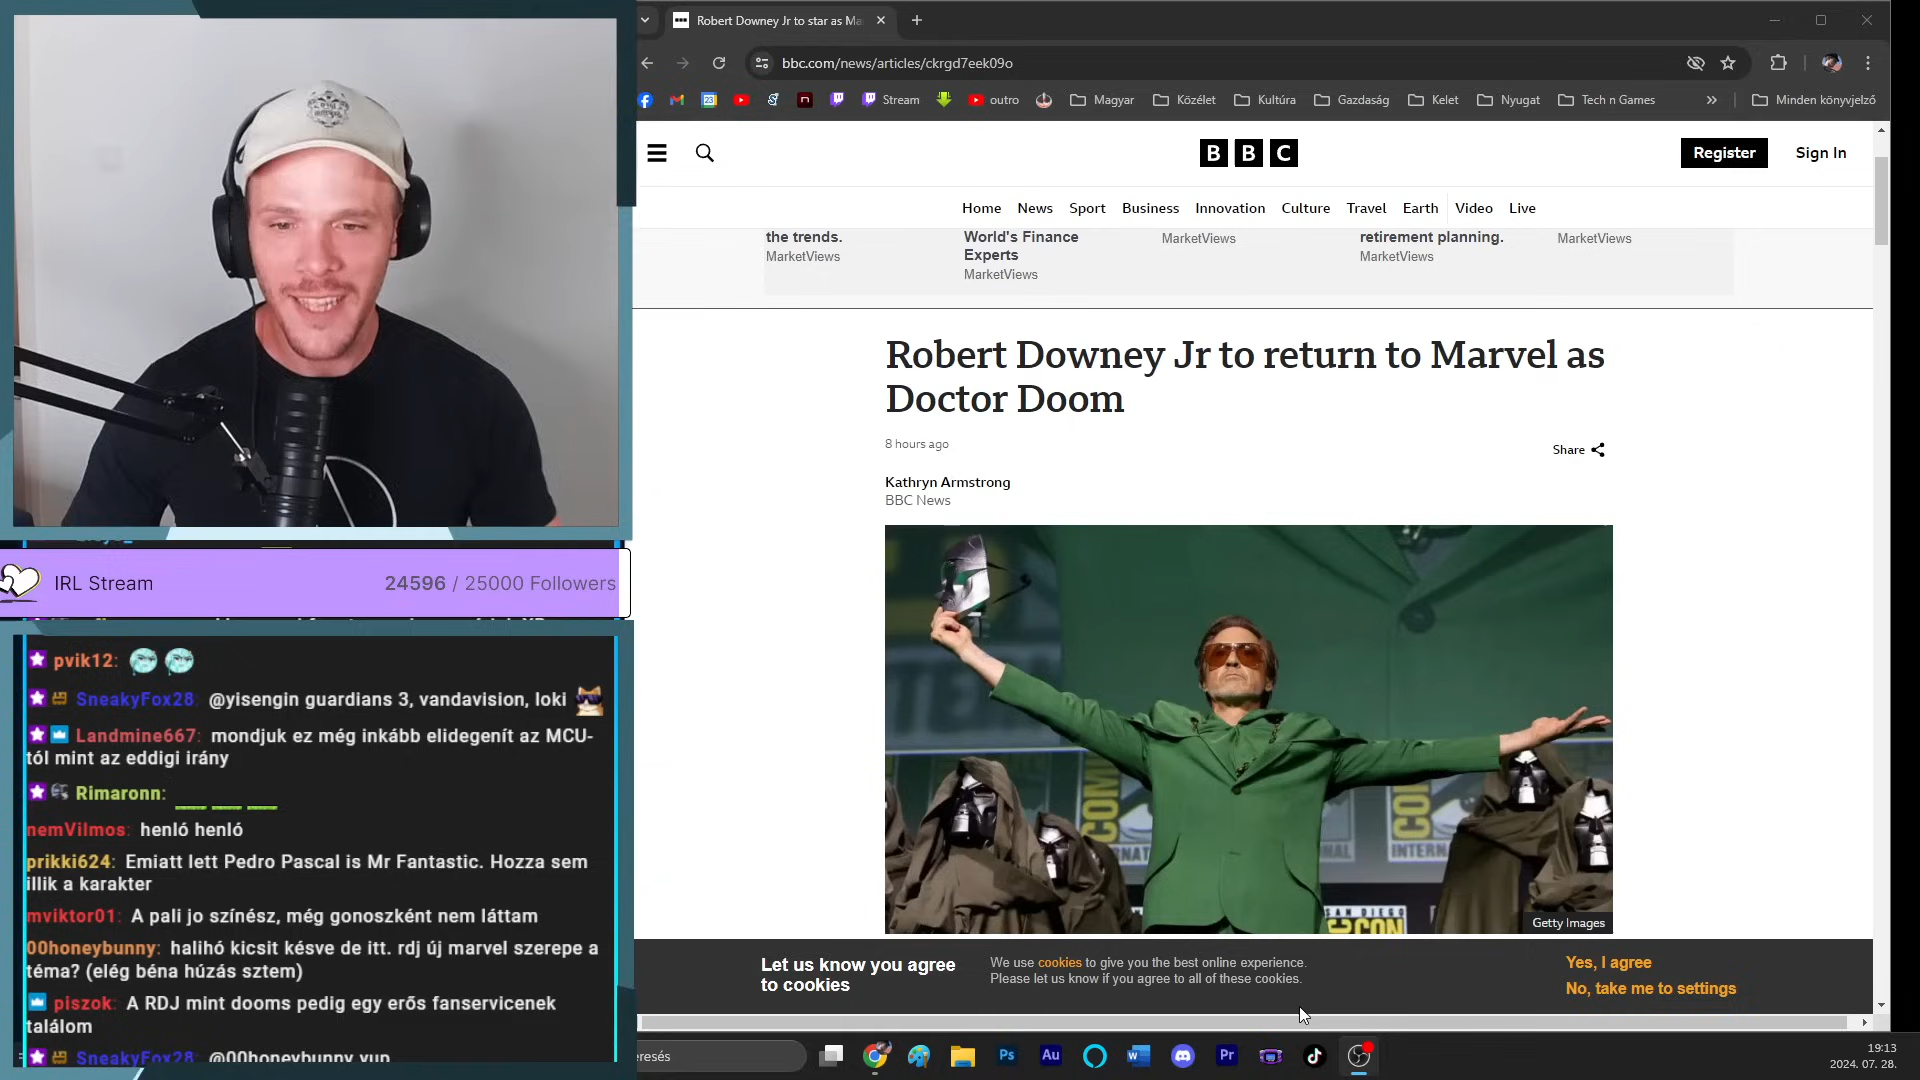 Robert Downey Jr to star as Ma
bbc.com/news/articles/ckrgd7eek09o
Stream
outro
Magyar
Közélet
Kultúra
Gazdaság
Kelet
Nyugat
Tech n Games
Minden könyvjelző
BBC
Register
Sign In
Home
News
Sport
Business
Innovation
Culture
Travel
Earth
Video
Live
the trends.
MarketViews
World's Finance
Experts
MarketViews
MarketViews
retirement planning.
MarketViews
MarketViews
Robert Downey Jr to return to Marvel as
Doctor Doom
8 hours ago
Share
Kathryn Armstrong
BBC News
Getty Images
Let us know you agree
to cookies
We use cookies to give you the best online experience.
Please let us know if you agree to all of these cookies.
Yes, I agree
No, take me to settings
IRL Stream
24596 / 25000 Followers
pvik12:
SneakyFox28: @yisengin guardians 3, vandavision, loki
Landmine667: mondjuk ez még inkább elidegenít az MCU-
tól mint az eddigi irány
Rimaronn:
nemVilmos: henló henló
prikki624: Emiatt lett Pedro Pascal is Mr Fantastic. Hozza sem
illik a karakter
mviktor01: A pali jo színész, még gonoszként nem láttam
00honeybunny: halihó kicsit késve de itt. rdj új marvel szerepe a
téma? (elég béna húzás sztem)
piszok: A RDJ mint dooms pedig egy erős fanservicenek
találom
SneakyFox28: @00honeybunny yup
eresés
Ps
Au
Pr
19:13
2024. 07. 28.